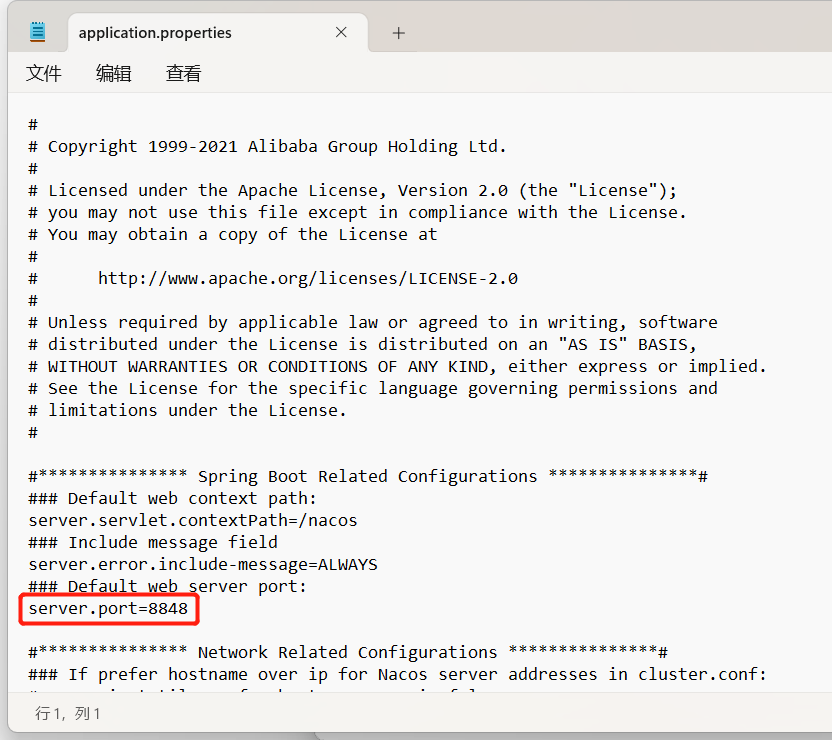 application.properties
文件 编辑 查看
#
# Copyright 1999-2021 Alibaba Group Holding Ltd.
#
# Licensed under the Apache License, Version 2.0 (the "License");
# you may not use this file except in compliance with the License.
# You may obtain a copy of the License at
#
#      http://www.apache.org/licenses/LICENSE-2.0
#
# Unless required by applicable law or agreed to in writing, software
# distributed under the License is distributed on an "AS IS" BASIS,
# WITHOUT WARRANTIES OR CONDITIONS OF ANY KIND, either express or implied.
# See the License for the specific language governing permissions and
# limitations under the License.
#
#*************** Spring Boot Related Configurations ***************#
### Default web context path:
server.servlet.contextPath=/nacos
### Include message field
server.error.include-message=ALWAYS
### Default web server port:
server.port=8848
#*************** Network Related Configurations ***************#
### If prefer hostname over ip for Nacos server addresses in cluster.conf:
行 1，列 1